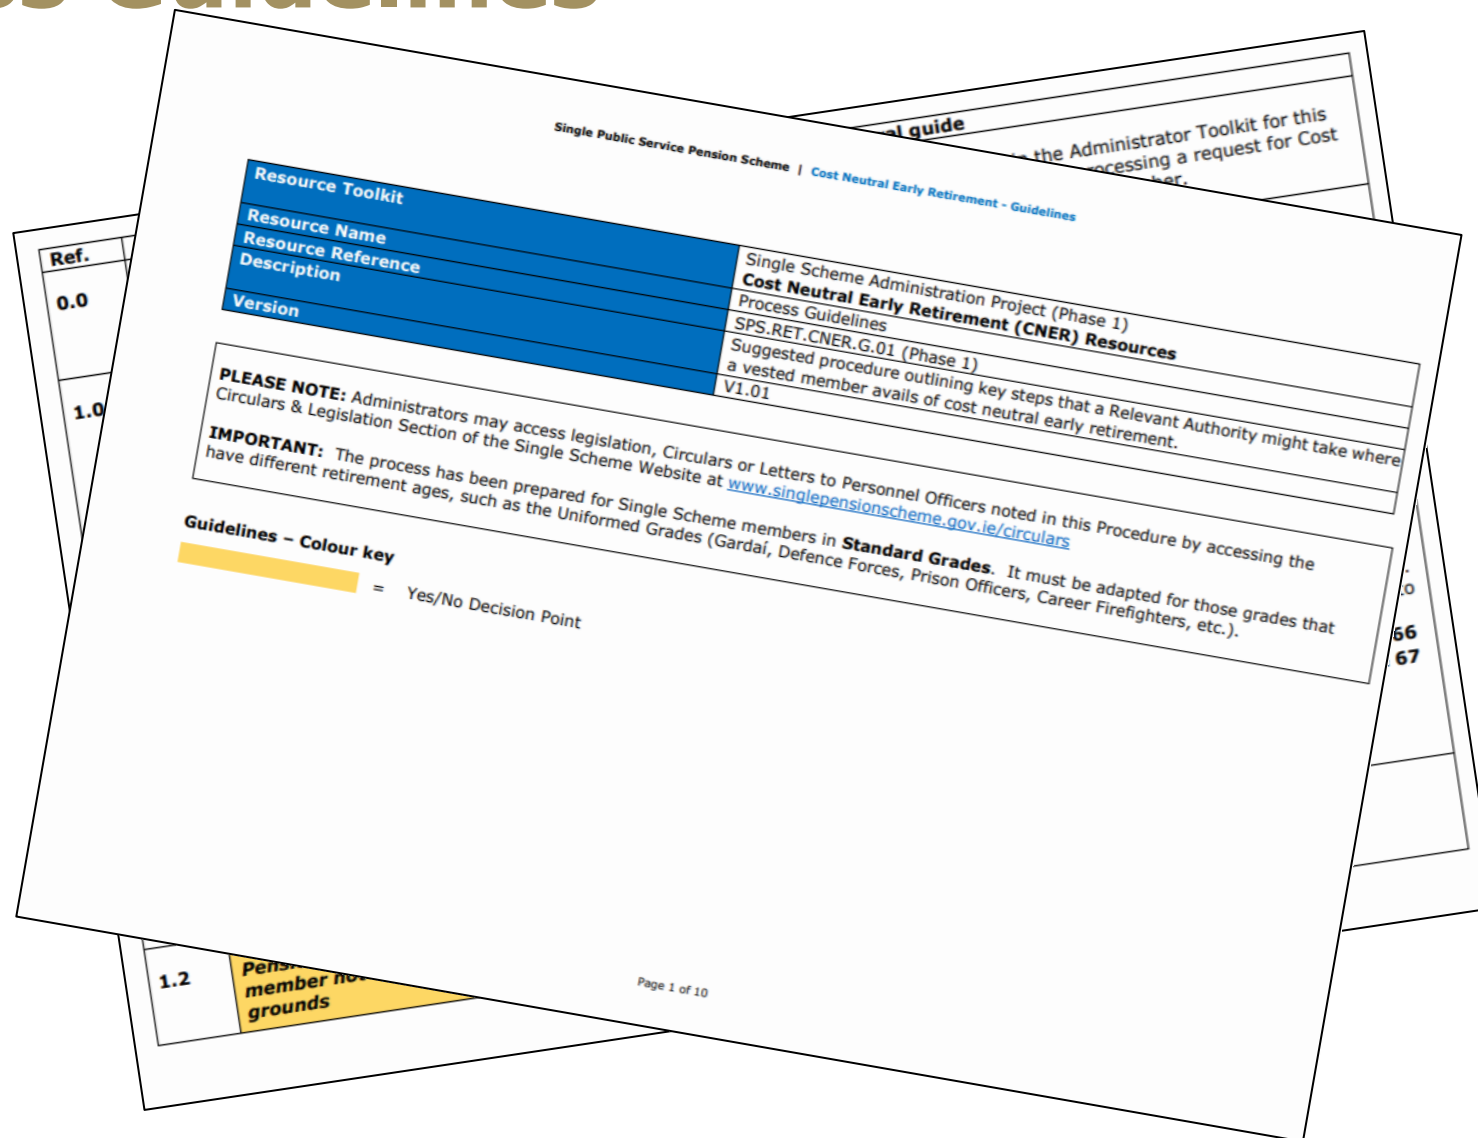 Guidelines
al guide
the Administrator Toolkit for this
processing a request for Cost
Single Public Service Pension Scheme | Cost Neutral Early Retirement - Guidelines
Resource Toolkit
Single Scheme Administration Project (Phase 1)
Cost Neutral Early Retirement (CNER) Resources
Resource Name
Process Guidelines
Resource Reference
SPS.RET.CNER.G.01 (Phase 1)
Description
Suggested procedure outlining key steps that a Relevant Authority might take where
a vested member avails of cost neutral early retirement.
Version
V1.01
PLEASE NOTE: Administrators may access legislation, Circulars or Letters to Personnel Officers noted in this Procedure by accessing the
Circulars & Legislation Section of the Single Scheme Website at www.singlepensionscheme.gov.ie/circulars
IMPORTANT: The process has been prepared for Single Scheme members in Standard Grades. It must be adapted for those grades that
have different retirement ages, such as the Uniformed Grades (Gardaí, Defence Forces, Prison Officers, Career Firefighters, etc.).
Guidelines – Colour key
= Yes/No Decision Point
Page 1 of 10
Ref.
0.0
1.0
66
67
1.2
member
grounds